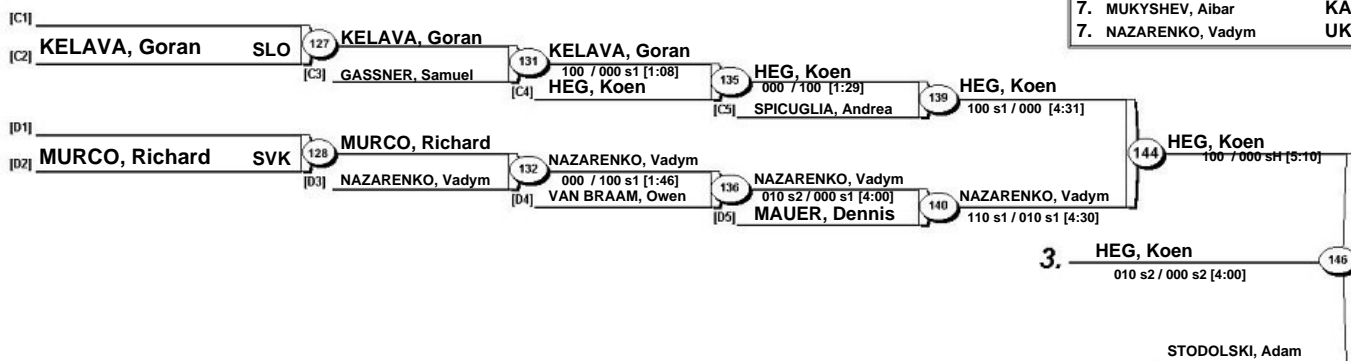 7. MUKYSHEV, Aibar KA
7. NAZARENKO, Vadym UK
[C1]
[C2] KELAVA, Goran SLO
127
KELAVA, Goran
[C3] GASSNER, Samuel
131
KELAVA, Goran
100 / 000 s1 [1:08]
[C4] HEG, Koen
135
HEG, Koen
000 / 100 [1:29]
[C5] SPICUGLIA, Andrea
139
HEG, Koen
100 s1 / 000 [4:31]
[D1]
[D2] MURCO, Richard SVK
128
MURCO, Richard
[D3] NAZARENKO, Vadym
132
NAZARENKO, Vadym
000 / 100 s1 [1:46]
[D4] VAN BRAAM, Owen
136
NAZARENKO, Vadym
010 s2 / 000 s1 [4:00]
[D5] MAUER, Dennis
140
NAZARENKO, Vadym
110 s1 / 010 s1 [4:30]
144
HEG, Koen
100 / 000 sH [5:10]
3. HEG, Koen
010 s2 / 000 s2 [4:00]
146
STODOLSKI, Adam